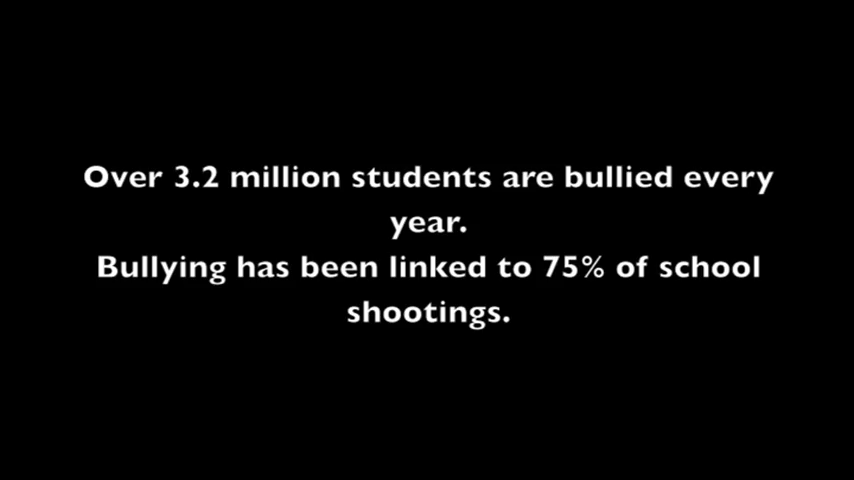 Over 3.2 million students are bullied every
year.
Bullying has been linked to 75% of school
shootings.